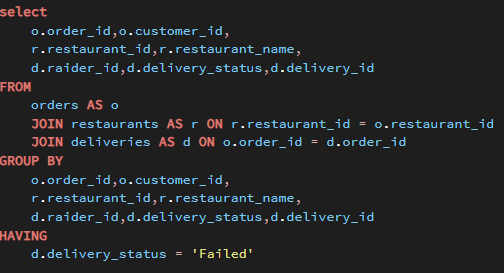 select
o.order_id,o.customer_id,
r.restaurant_id,r.restaurant_name,
d.raider_id,d.delivery_status,d.delivery_id
FROM
orders AS o
JOIN restaurants AS r ON r.restaurant_id = o.restaurant_id
JOIN deliveries AS d ON o.order_id = d.order_id
GROUP BY
o.order_id,o.customer_id,
r.restaurant_id,r.restaurant_name,
d.raider_id,d.delivery_status,d.delivery_id
HAVING
d.delivery_status = 'Failed'